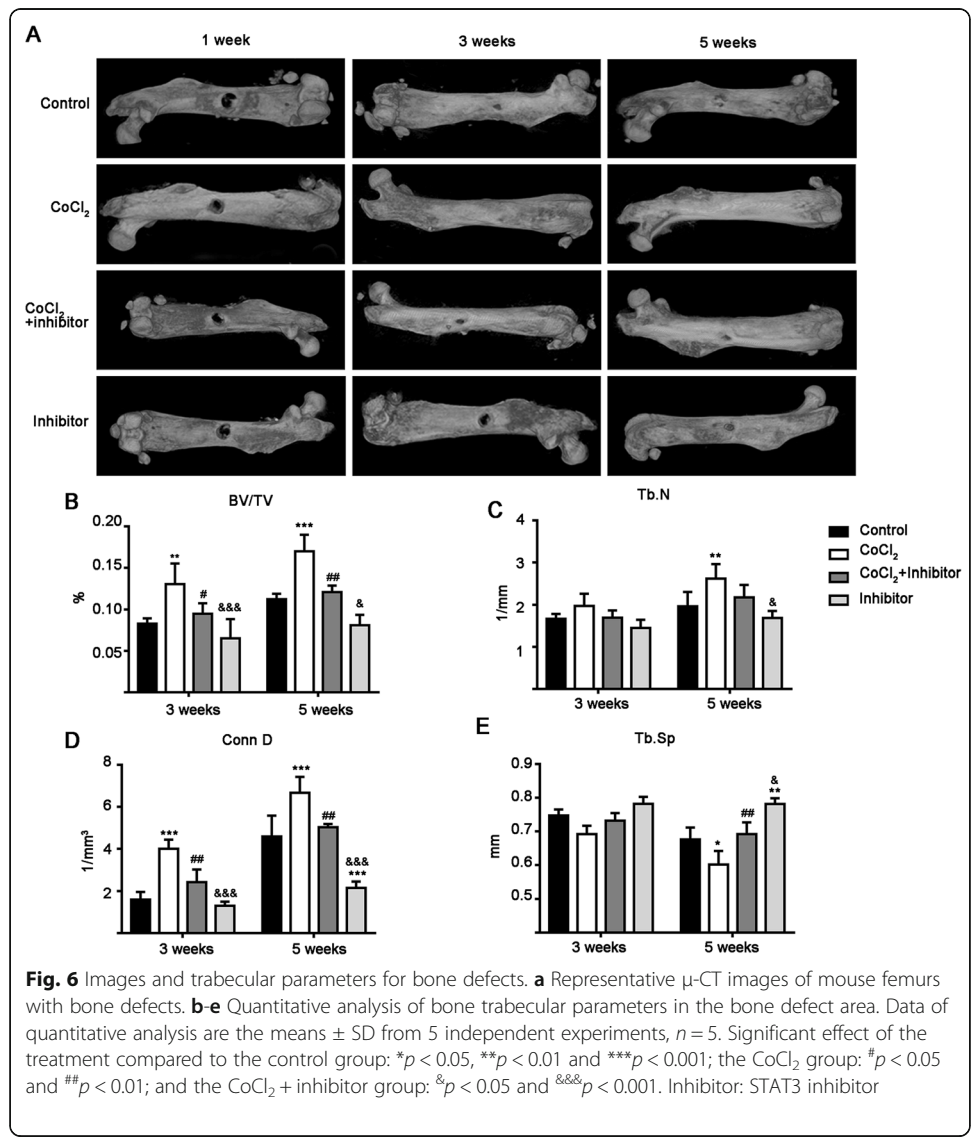 A
1 week
3 weeks
5 weeks
Control
CoCl₂
CoCl₂
+inhibitor
Inhibitor
B
BV/TV
0.20
0.15
0.10
0.05
%
**
#
&&&
***
##
&
3 weeks
5 weeks
C
Tb.N
4
3
2
1
1/mm
**
&
3 weeks
5 weeks
Control
CoCl₂
CoCl₂+Inhibitor
Inhibitor
D
Conn D
8
6
4
2
1/mm³
***
##
&&&
***
##
&&&
***
3 weeks
5 weeks
E
Tb.Sp
0.9
0.8
0.7
0.6
0.5
mm
*
##
&
**
3 weeks
5 weeks
Fig. 6 Images and trabecular parameters for bone defects. a Representative μ-CT images of mouse femurs
with bone defects. b-e Quantitative analysis of bone trabecular parameters in the bone defect area. Data of
quantitative analysis are the means ± SD from 5 independent experiments, n = 5. Significant effect of the
treatment compared to the control group: *p < 0.05, **p < 0.01 and ***p < 0.001; the CoCl₂ group: #p < 0.05
and ##p < 0.01; and the CoCl₂ + inhibitor group: &p < 0.05 and &&&p < 0.001. Inhibitor: STAT3 inhibitor